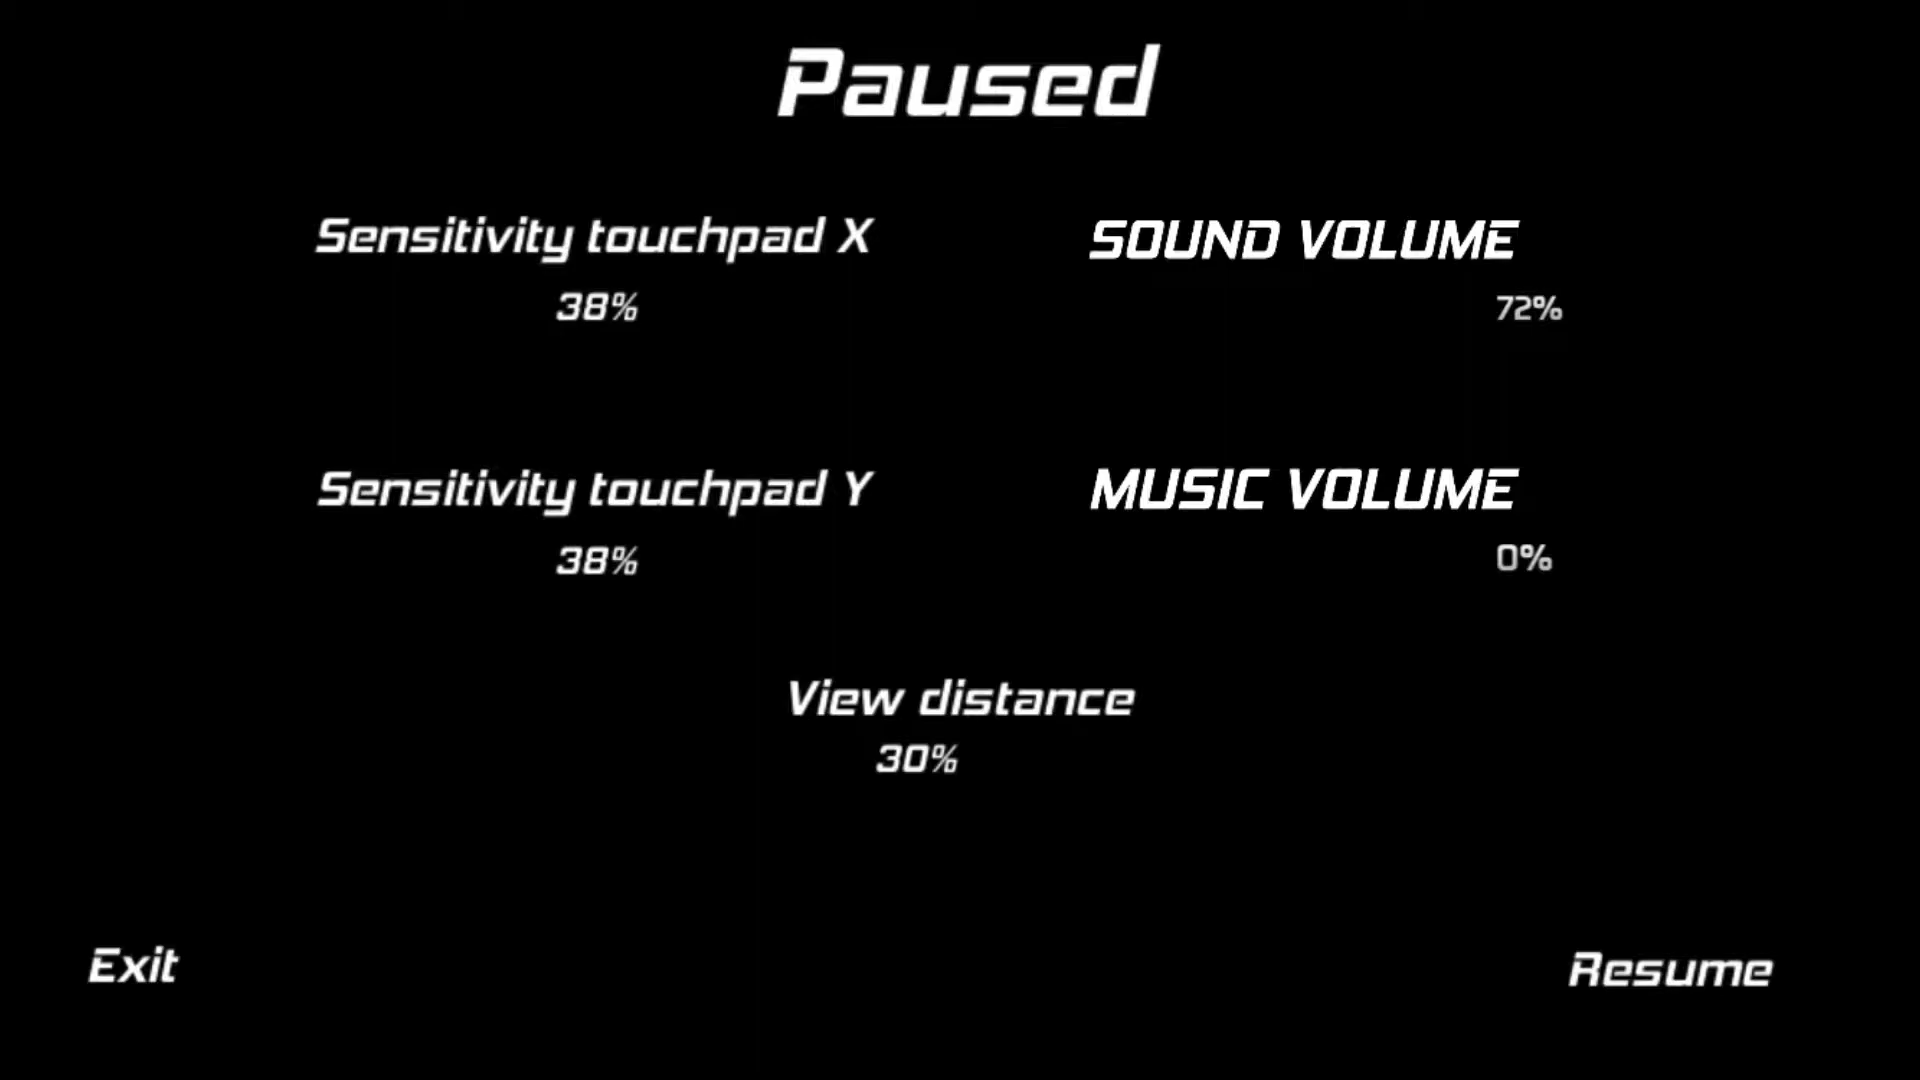 Paused
Sensitivity touchpad X
38%
SOUND VOLUME
72%
Sensitivity touchpad Y
38%
MUSIC VOLUME
0%
View distance
30%
Exit
Resume